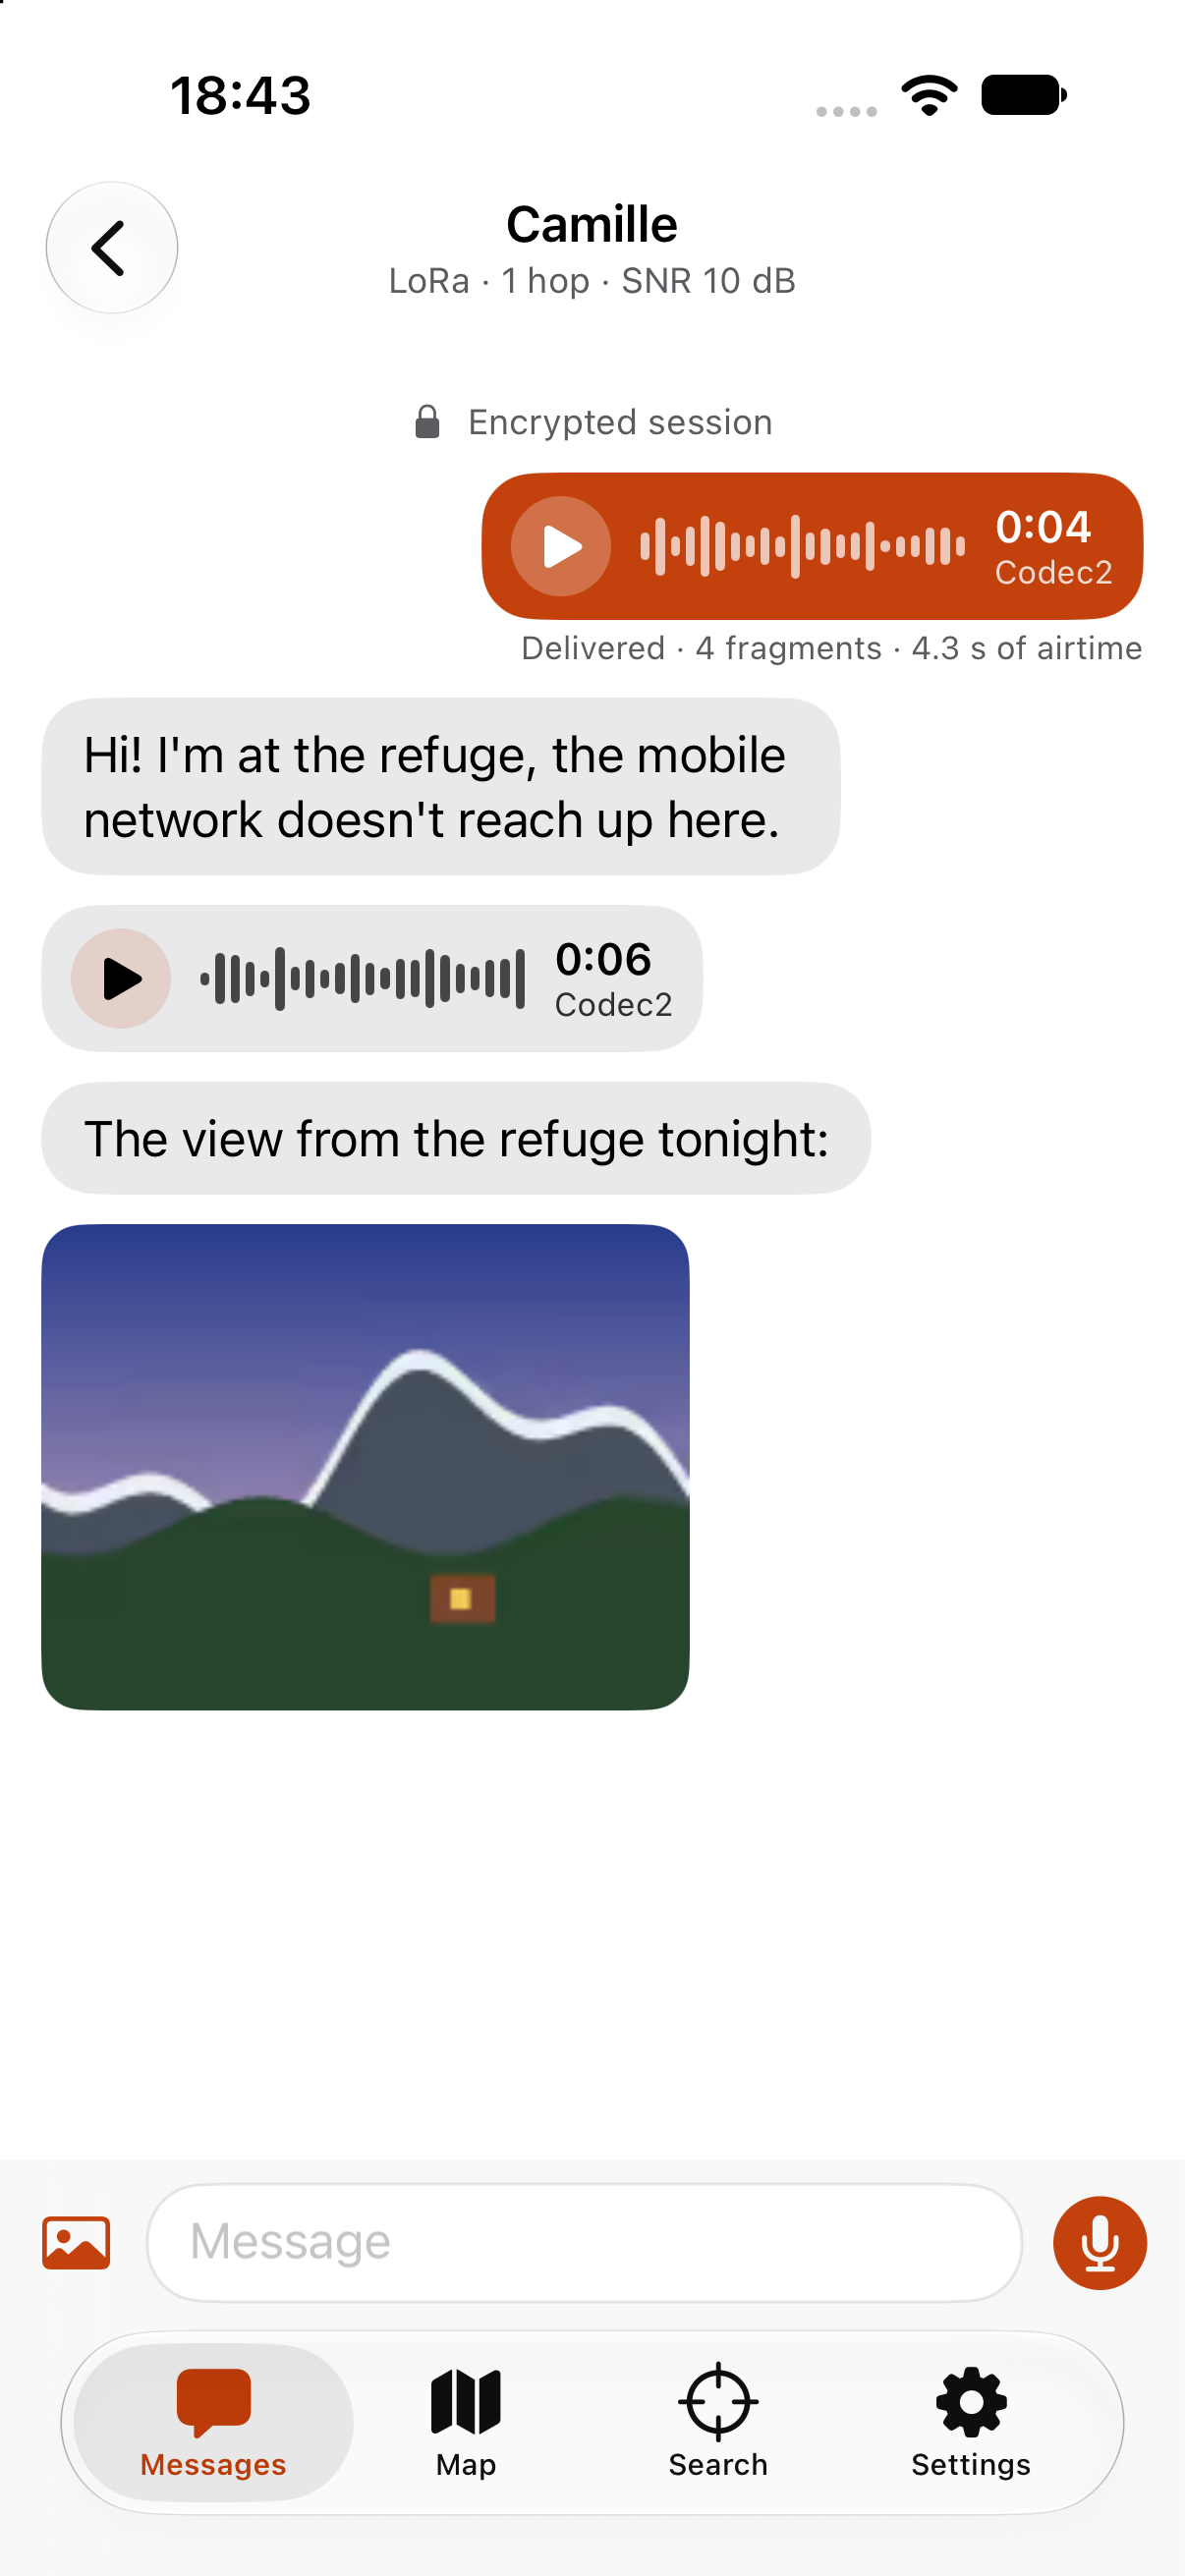 18:43
Camille
LoRa · 1 hop · SNR 10 dB
Encrypted session
0:04
Codec2
Delivered · 4 fragments · 4.3 s of airtime
Hi! I'm at the refuge, the mobile
network doesn't reach up here.
0:06
Codec2
The view from the refuge tonight:
Message
Messages
Map
Search
Settings